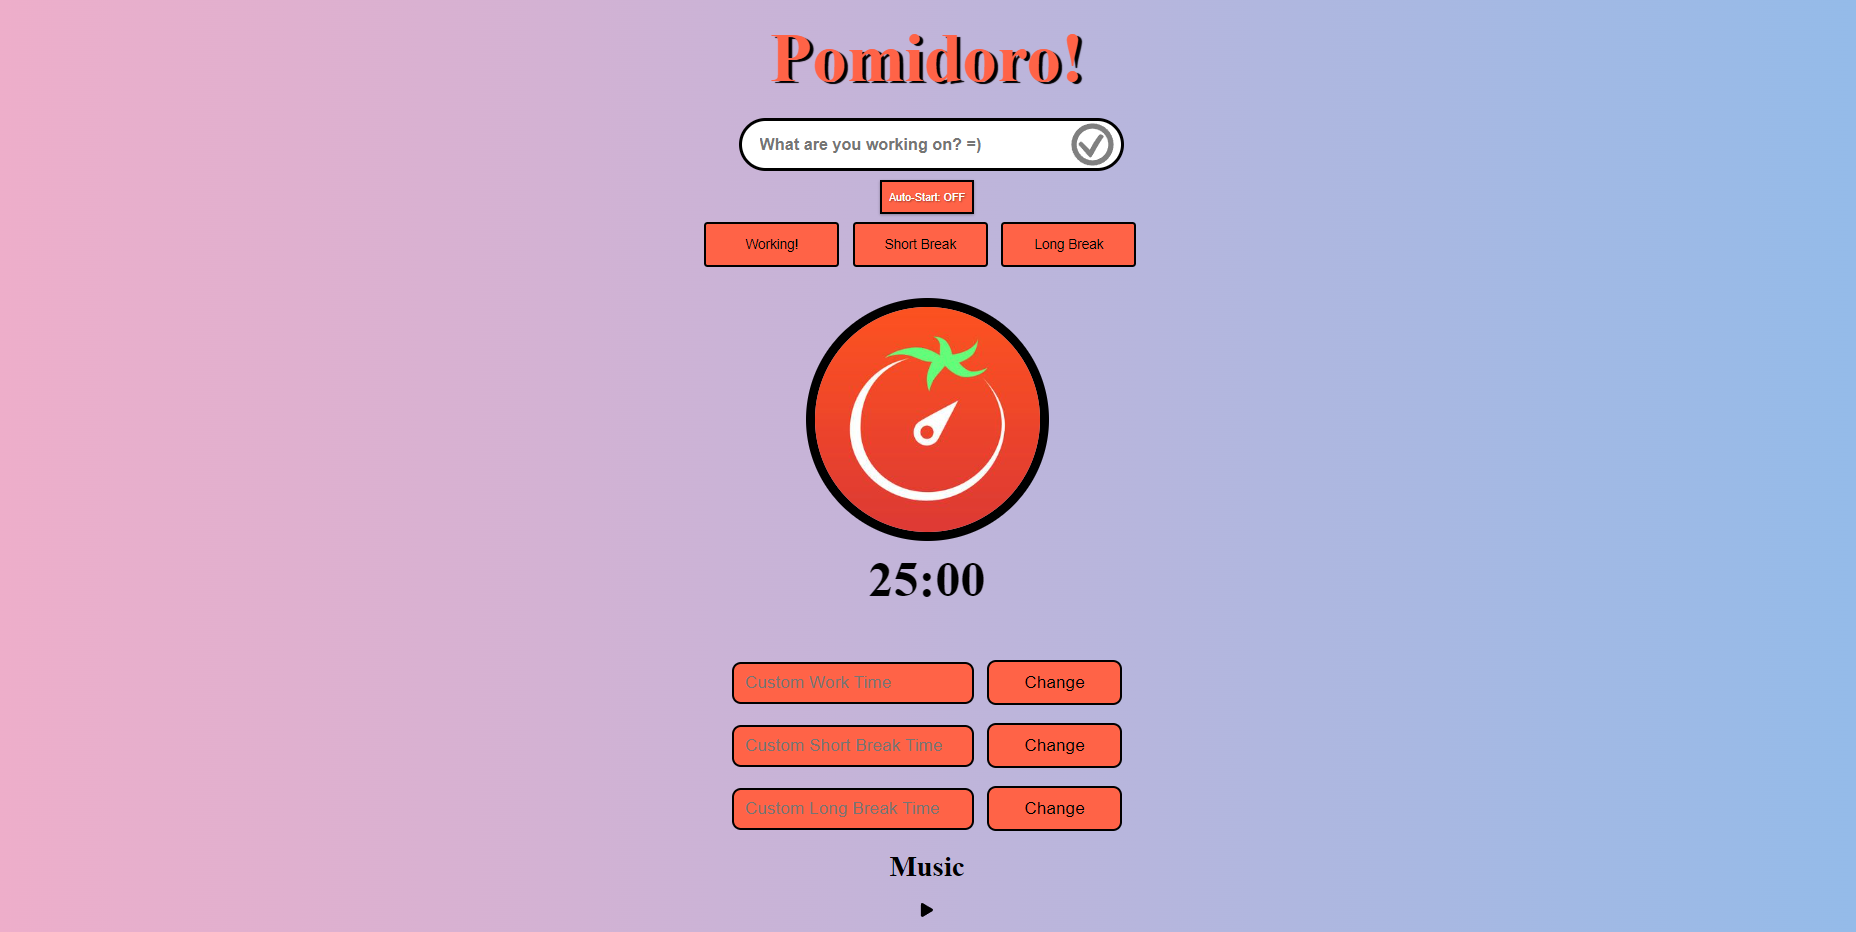 Pomidoro!
What are you working on? =)
Auto-Start: OFF
Working! Short Break Long Break
25:00
Custom Work Time Change
Custom Short Break Time Change
Custom Long Break Time Change
Music